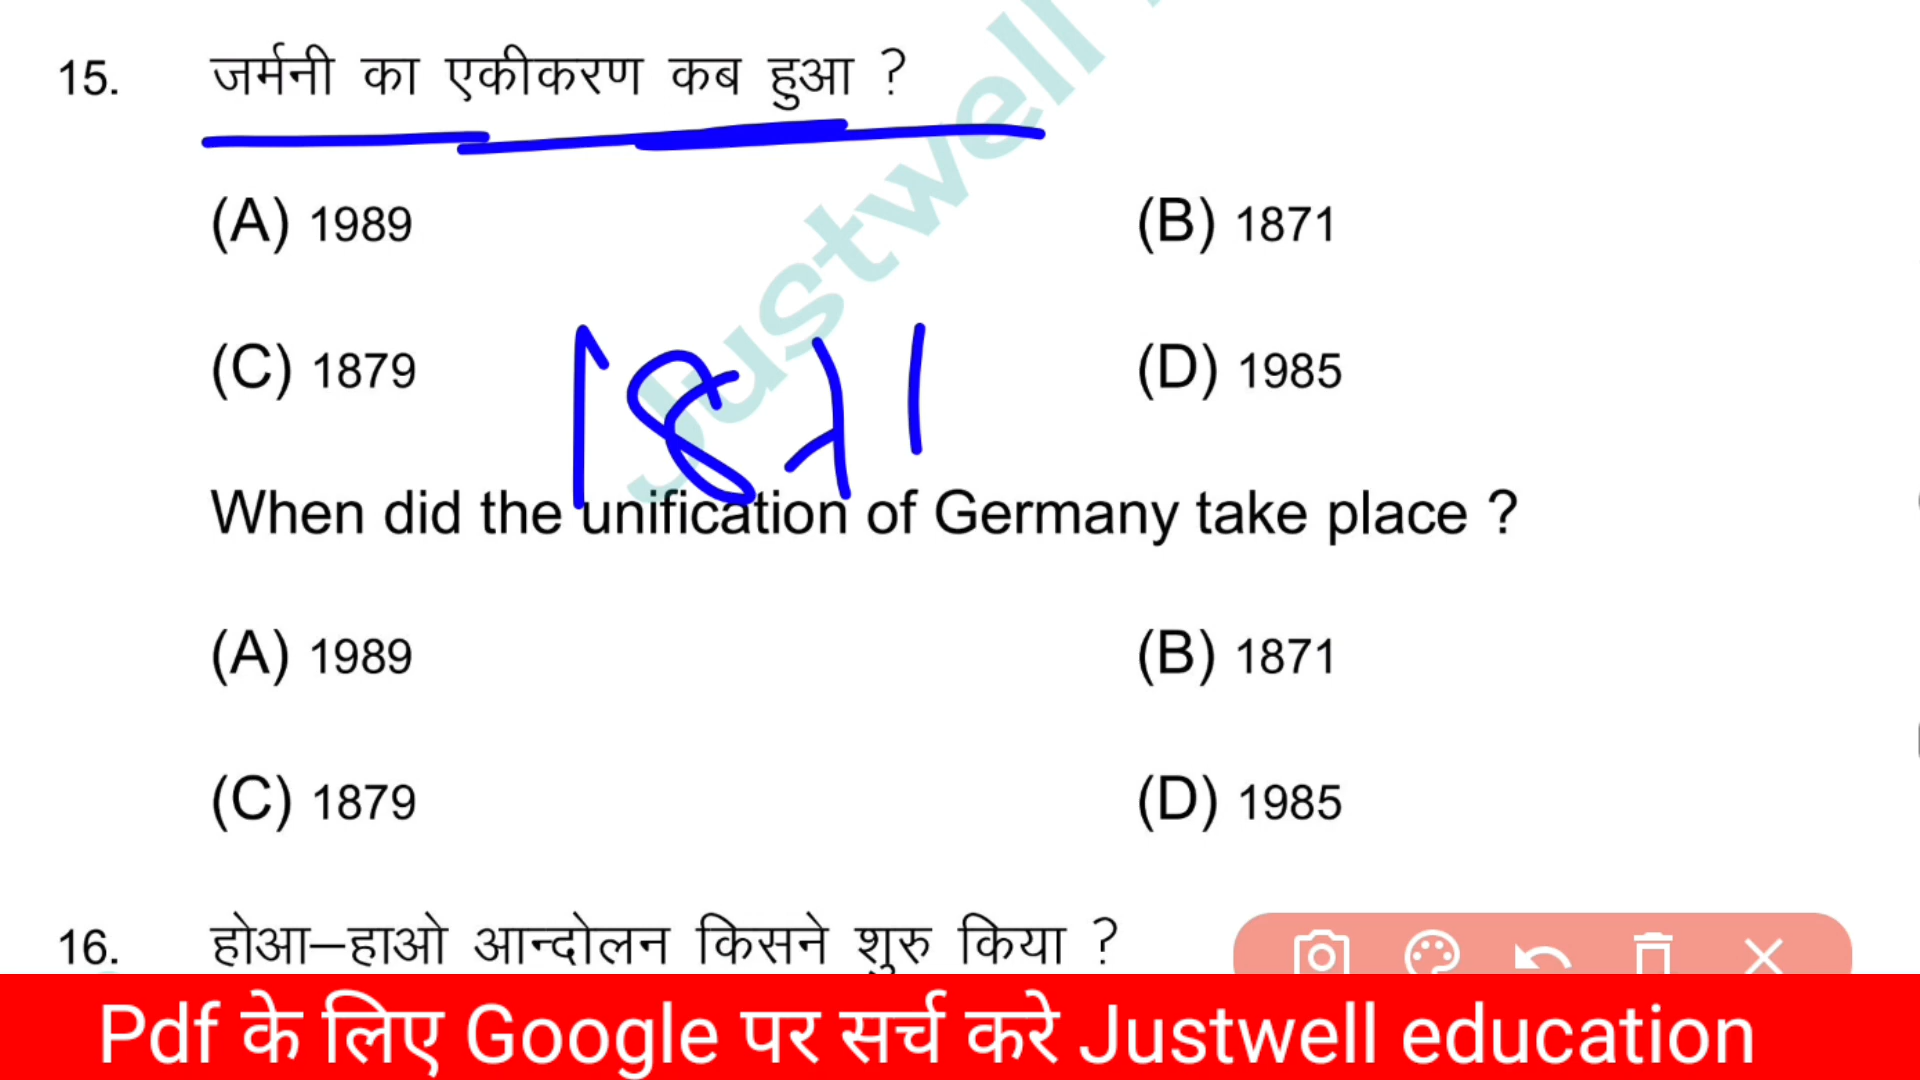 15. जर्मनी का एकीकरण कब हुआ ?
(A) 1989 (B) 1871
(C) 1879 (D) 1985
1871
Justwell
When did the unification of Germany take place ?
(A) 1989 (B) 1871
(C) 1879 (D) 1985
16. होआ–हाओ आन्दोलन किसने शुरु किया ?
Pdf के लिए Google पर सर्च करे Justwell education